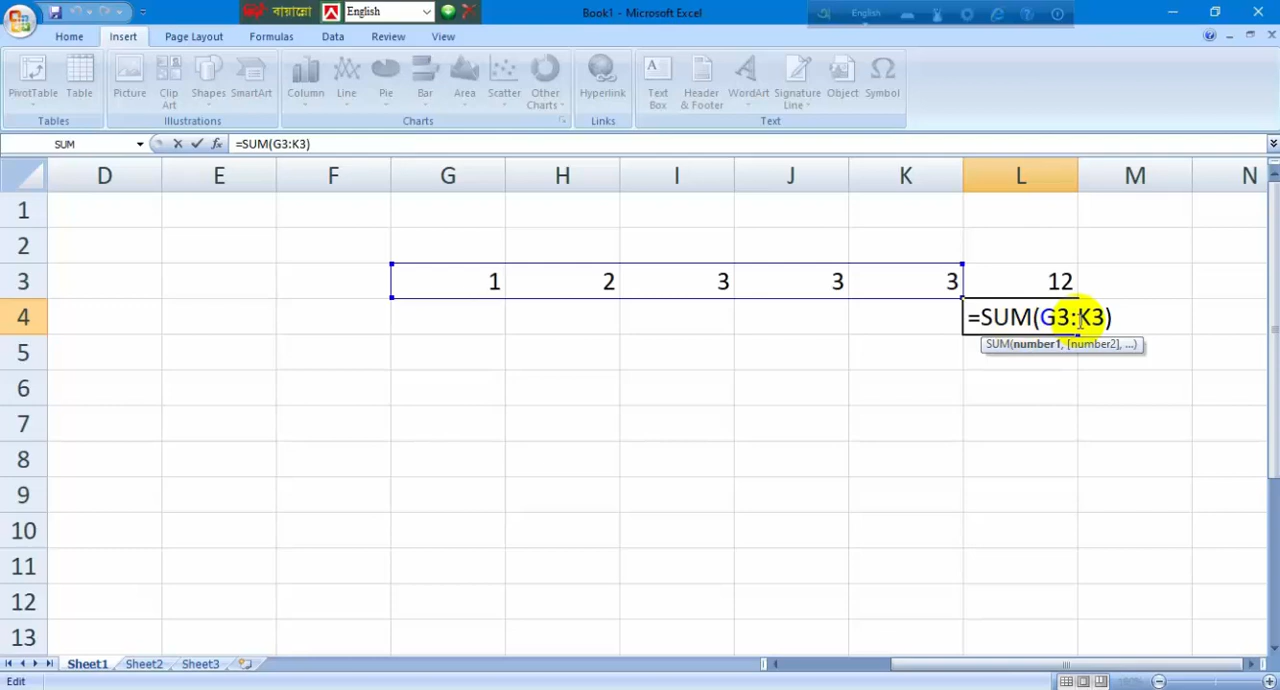 বায়ান্নো English Book1 - Microsoft Excel English
Home Insert Page Layout Formulas Data Review View
PivotTable Table Picture Clip Art Shapes SmartArt Column Line Pie Bar Area Scatter Other Charts Hyperlink Text Box Header & Footer WordArt Signature Line Object Symbol
Tables Illustrations Charts Links Text
SUM fx =SUM(G3:K3)
D E F G H I J K L M N
1
2
3 1 2 3 3 3 12
4 =SUM(G3:K3)
SUM(number1, [number2], ...)
5
6
7
8
9
10
11
12
13
Sheet1 Sheet2 Sheet3
Edit